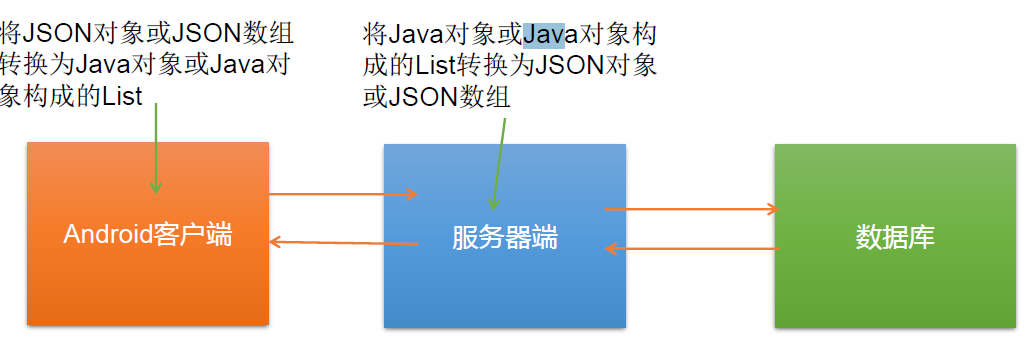 将JSON对象或JSON数组
转换为Java对象或Java对
象构成的List
将Java对象或Java对象构
成的List转换为JSON对象
或JSON数组
Android客户端
服务器端
数据库